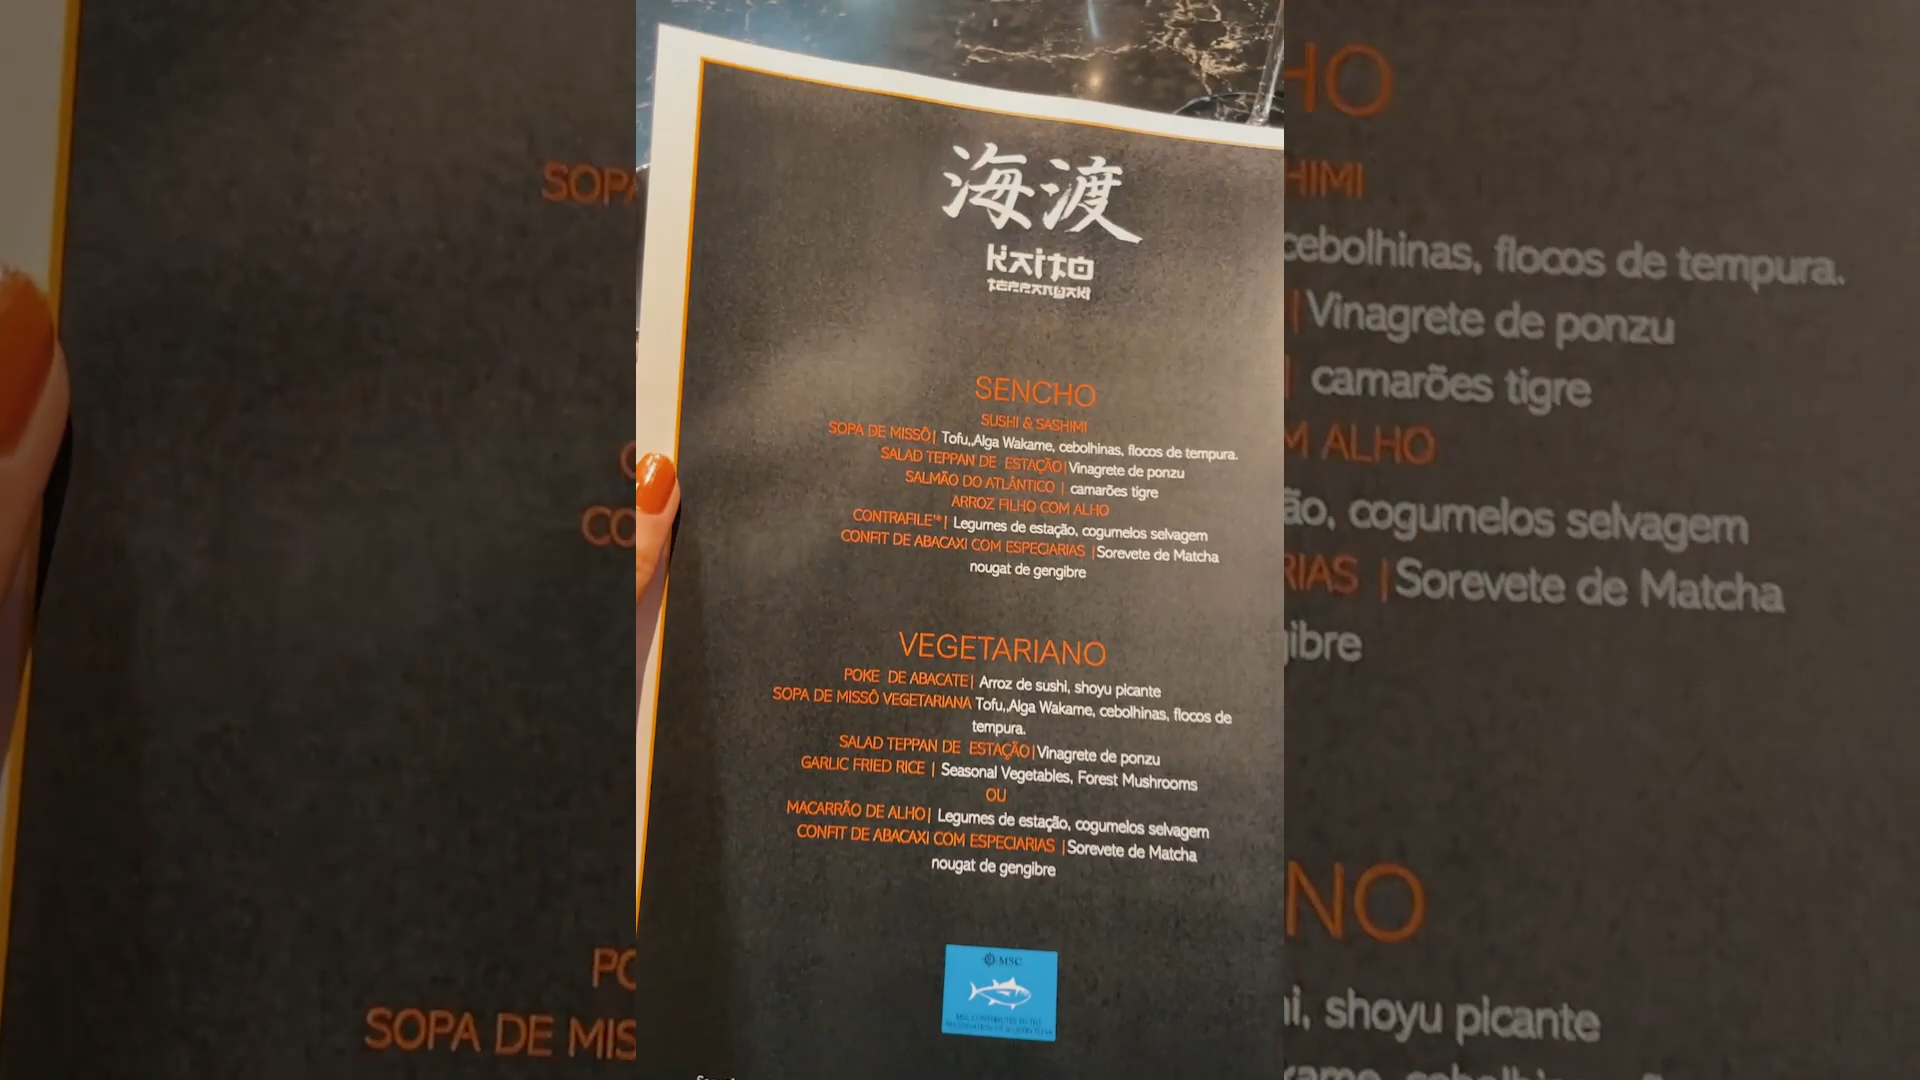 海渡
KAITO
TEPPANYAKI
SENCHO
SUSHI & SASHIMI
SOPA DE MISSÔ| Tofu,,Alga Wakame, cebolhinas, flocos de tempura.
SALAD TEPPAN DE ESTAÇÃO|Vinagrete de ponzu
SALMÃO DO ATLÂNTICO | camarões tigre
ARROZ FILHO COM ALHO
CONTRAFILE | Legumes de estação, cogumelos selvagem
CONFIT DE ABACAXI COM ESPECIARIAS |Sorevete de Matcha
nougat de gengibre
VEGETARIANO
POKE DE ABACATE| Arroz de sushi, shoyu picante
SOPA DE MISSÔ VEGETARIANA Tofu,,Alga Wakame, cebolhinas, flocos de
tempura.
SALAD TEPPAN DE ESTAÇÃO|Vinagrete de ponzu
GARLIC FRIED RICE | Seasonal Vegetables, Forest Mushrooms
OU
MACARRÃO DE ALHO| Legumes de estação, cogumelos selvagem
CONFIT DE ABACAXI COM ESPECIARIAS |Sorevete de Matcha
nougat de gengibre
MSC